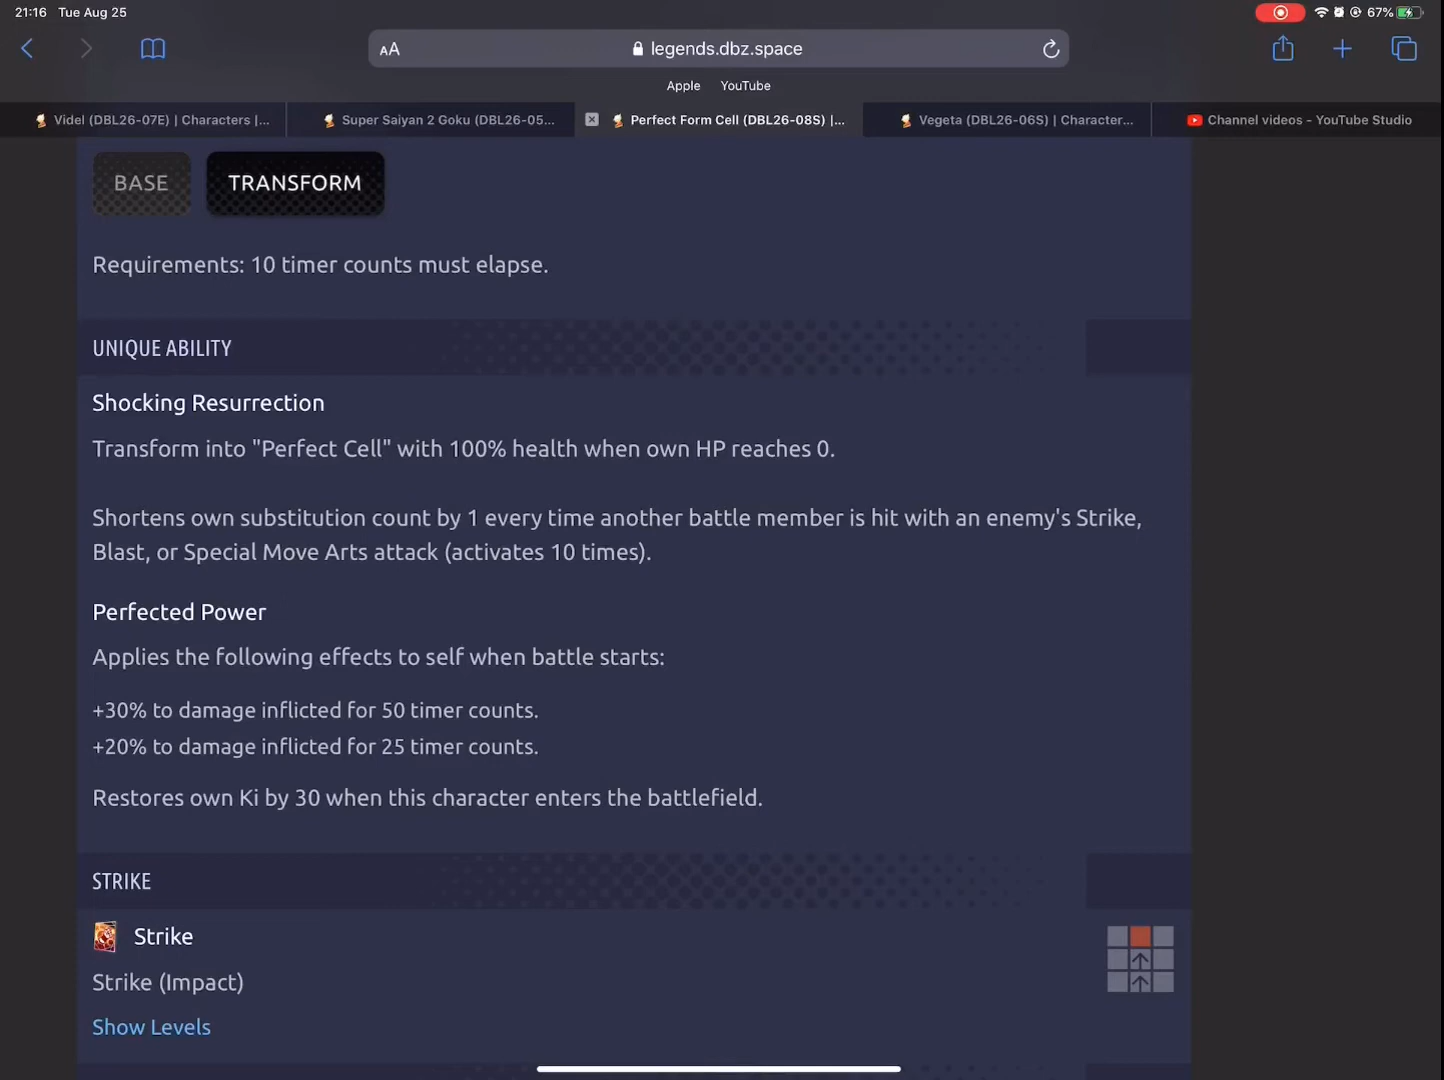 21:16 Tue Aug 25
67%
AA legends.dbz.space
Apple YouTube
Videl (DBL26-07E) | Characters |...
Super Saiyan 2 Goku (DBL26-05...
Perfect Form Cell (DBL26-08S) |...
Vegeta (DBL26-06S) | Character...
Channel videos - YouTube Studio
BASE
TRANSFORM
Requirements: 10 timer counts must elapse.
UNIQUE ABILITY
Shocking Resurrection
Transform into "Perfect Cell" with 100% health when own HP reaches 0.
Shortens own substitution count by 1 every time another battle member is hit with an enemy's Strike,
Blast, or Special Move Arts attack (activates 10 times).
Perfected Power
Applies the following effects to self when battle starts:
+30% to damage inflicted for 50 timer counts.
+20% to damage inflicted for 25 timer counts.
Restores own Ki by 30 when this character enters the battlefield.
STRIKE
Strike
Strike (Impact)
Show Levels